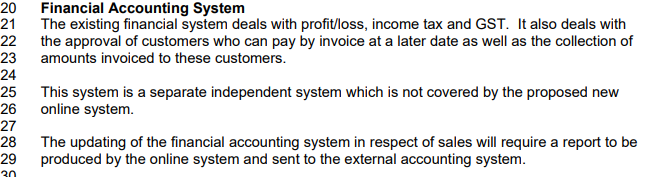 20 Financial Accounting System
21 The existing financial system deals with profit/loss, income tax and GST. It also deals with
22 the approval of customers who can pay by invoice at a later date as well as the collection of
23 amounts invoiced to these customers.
24
25 This system is a separate independent system which is not covered by the proposed new
26 online system.
27
28 The updating of the financial accounting system in respect of sales will require a report to be
29 produced by the online system and sent to the external accounting system.
30